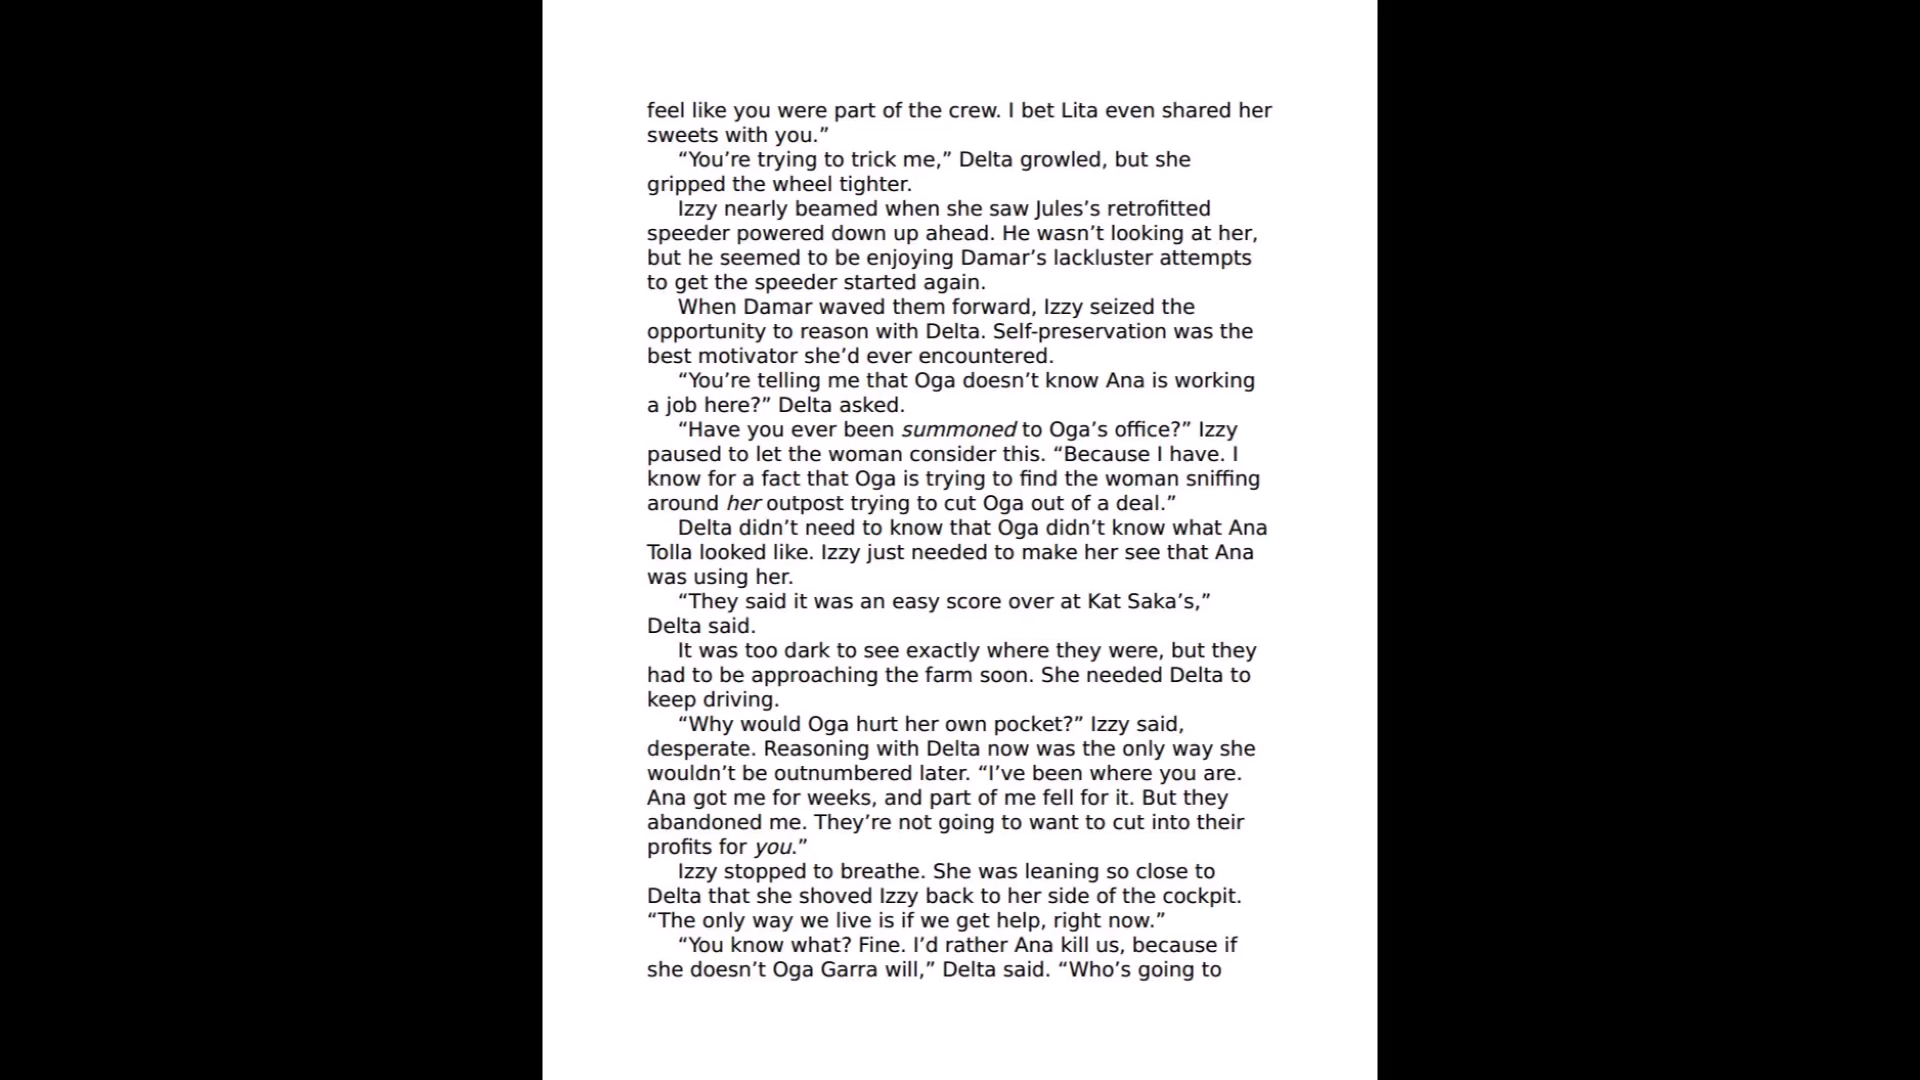 feel like you were part of the crew. I bet Lita even shared her
sweets with you.”
“You’re trying to trick me,” Delta growled, but she
gripped the wheel tighter.
Izzy nearly beamed when she saw Jules’s retrofitted
speeder powered down up ahead. He wasn’t looking at her,
but he seemed to be enjoying Damar’s lackluster attempts
to get the speeder started again.
When Damar waved them forward, Izzy seized the
opportunity to reason with Delta. Self-preservation was the
best motivator she’d ever encountered.
“You’re telling me that Oga doesn’t know Ana is working
a job here?” Delta asked.
“Have you ever been summoned to Oga’s office?” Izzy
paused to let the woman consider this. “Because I have. I
know for a fact that Oga is trying to find the woman sniffing
around her outpost trying to cut Oga out of a deal.”
Delta didn’t need to know that Oga didn’t know what Ana
Tolla looked like. Izzy just needed to make her see that Ana
was using her.
“They said it was an easy score over at Kat Saka’s,”
Delta said.
It was too dark to see exactly where they were, but they
had to be approaching the farm soon. She needed Delta to
keep driving.
“Why would Oga hurt her own pocket?” Izzy said,
desperate. Reasoning with Delta now was the only way she
wouldn’t be outnumbered later. “I’ve been where you are.
Ana got me for weeks, and part of me fell for it. But they
abandoned me. They’re not going to want to cut into their
profits for you.”
Izzy stopped to breathe. She was leaning so close to
Delta that she shoved Izzy back to her side of the cockpit.
“The only way we live is if we get help, right now.”
“You know what? Fine. I’d rather Ana kill us, because if
she doesn’t Oga Garra will,” Delta said. “Who’s going to